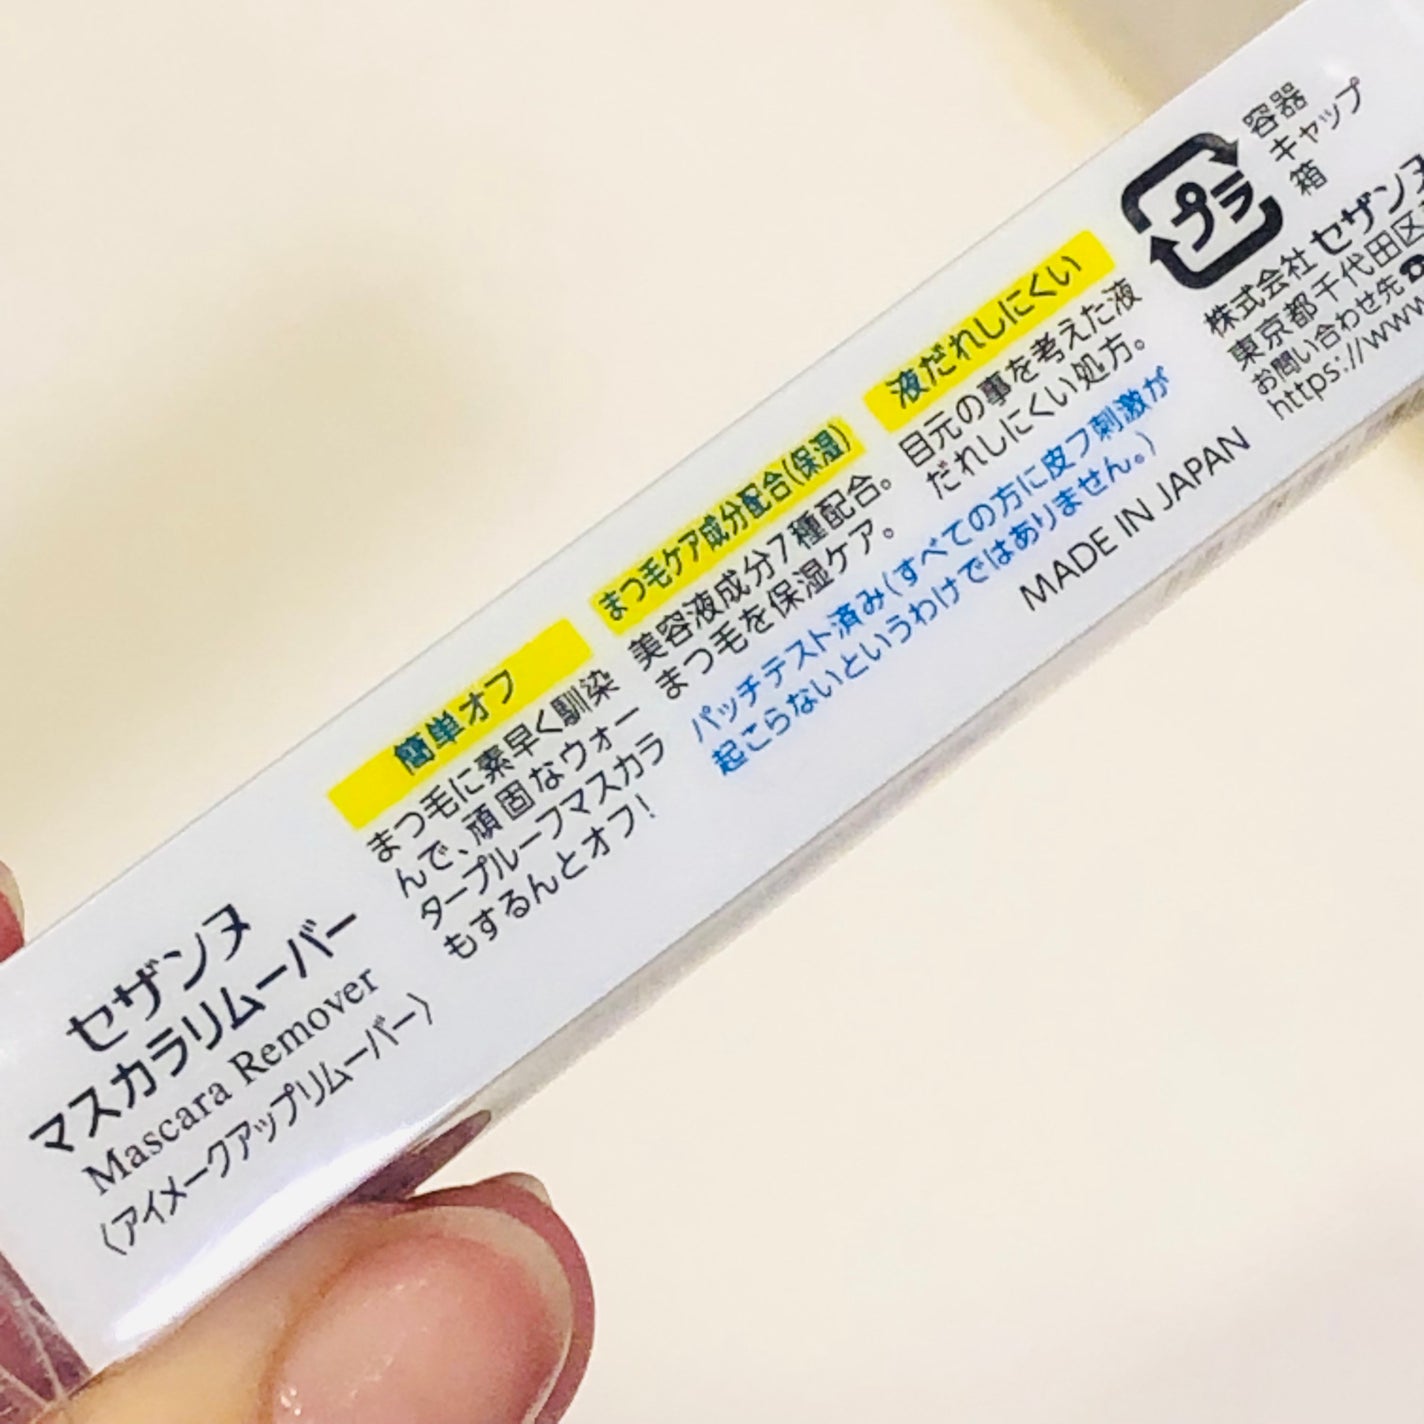 セザンヌ
マスカラリムーバー
Mascara Remover
〈アイメークアップリムーバー〉
簡単オフ
まつ毛に素早く馴染
んで、頑固なウォー
タープルーフマスカラ
もするんとオフ！
まつ毛ケア成分配合(保湿)
美容液成分7種配合。
まつ毛を保湿ケア。
液だれしにくい
目元の事を考えた液
だれしにくい処方。
パッチテスト済み(すべての方に皮フ刺激が
起こらないというわけではありません。)
MADE IN JAPAN
プラ
容器
キャップ
箱
株式会社 セザンヌ
東京都千代田区
お問い合わせ先
https://www.